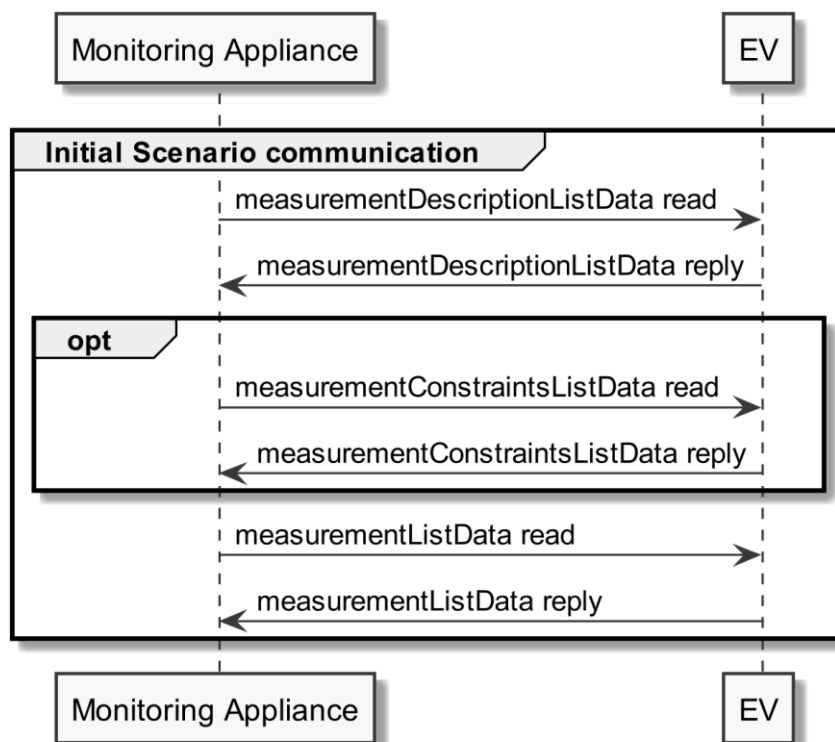 Monitoring Appliance
EV
Initial Scenario communication
measurementDescriptionListData read
measurementDescriptionListData reply
opt
measurementConstraintsListData read
measurementConstraintsListData reply
measurementListData read
measurementListData reply
Monitoring Appliance
EV